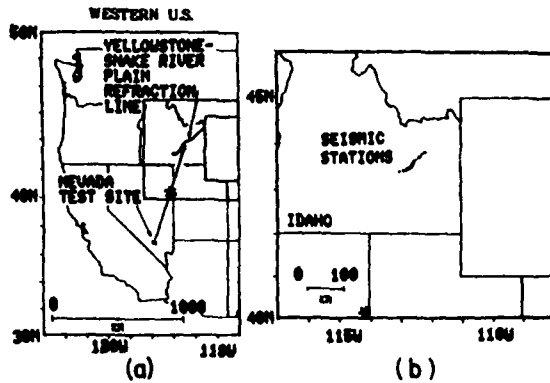 WESTERN U.S.
50N
YELLOWSTONE-
SNAKE RIVER
PLAIN
REFRACTION
LINE
40N
NEVADA
TEST SITE
0 1000
KM
30N
120W 110W
(a)
45N
SEISMIC
STATIONS
IDAHO
0 100
KM
40N
115W 110W
(b)